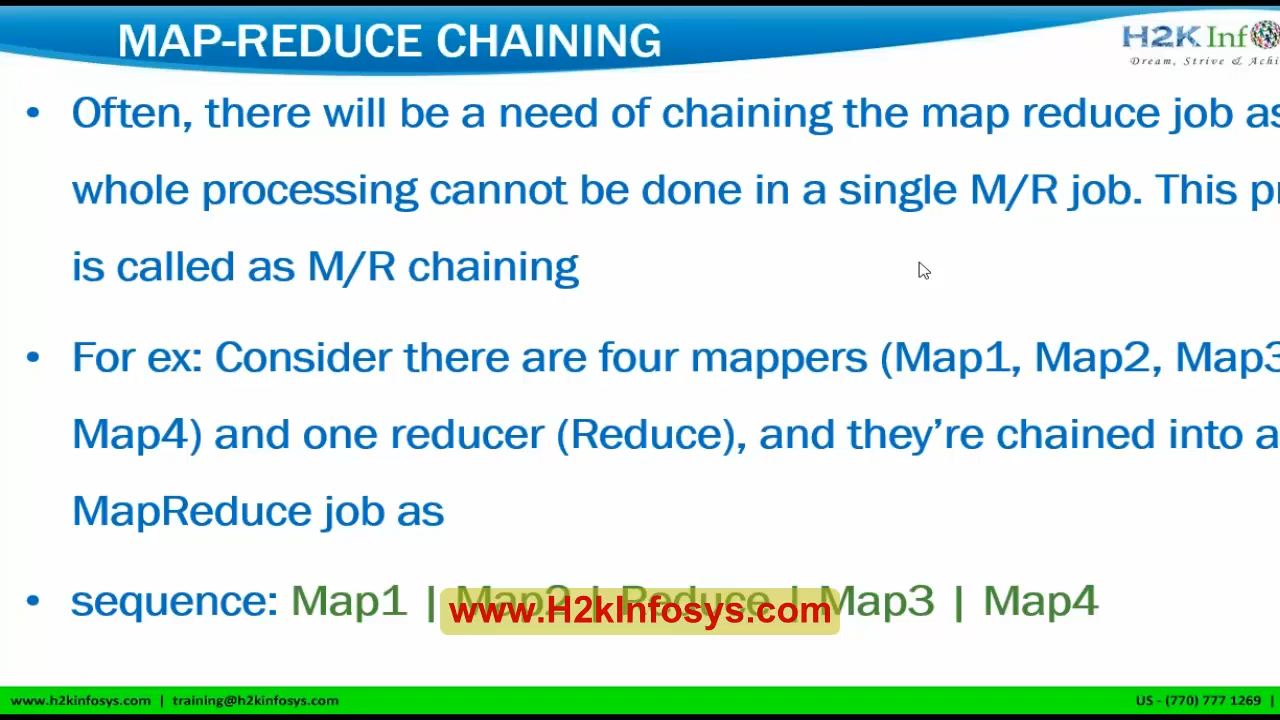 MAP-REDUCE CHAINING
H2K Inf
Dream, Strive & Achi
• Often, there will be a need of chaining the map reduce job as
whole processing cannot be done in a single M/R job. This pr
is called as M/R chaining
• For ex: Consider there are four mappers (Map1, Map2, Map3
Map4) and one reducer (Reduce), and they're chained into a
MapReduce job as
• sequence: Map1 | Map2 | Reduce | Map3 | Map4
www.H2kInfosys.com
www.h2kinfosys.com | training@h2kinfosys.com
US - (770) 777 1269 |